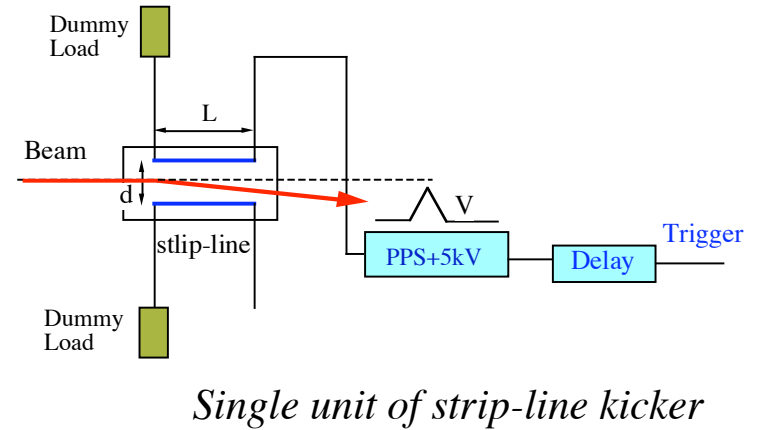 Dummy
Load
L
Beam
d
V
Trigger
stlip-line
PPS+5kV
Delay
Dummy
Load
Single unit of strip-line kicker